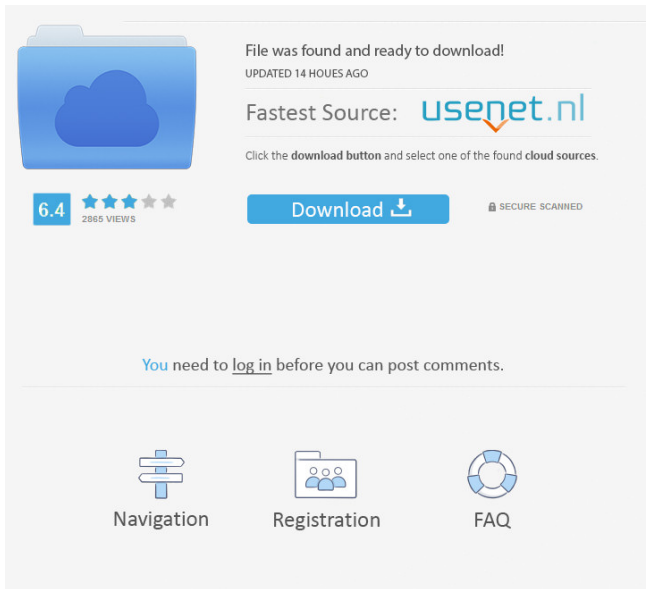 File was found and ready to download!
UPDATED 14 HOUES AGO
Fastest Source: usenet.nl
Click the download button and select one of the found cloud sources.
6.4
2865 VIEWS
Download
SECURE SCANNED
You need to log in before you can post comments.
Navigation
Registration
FAQ